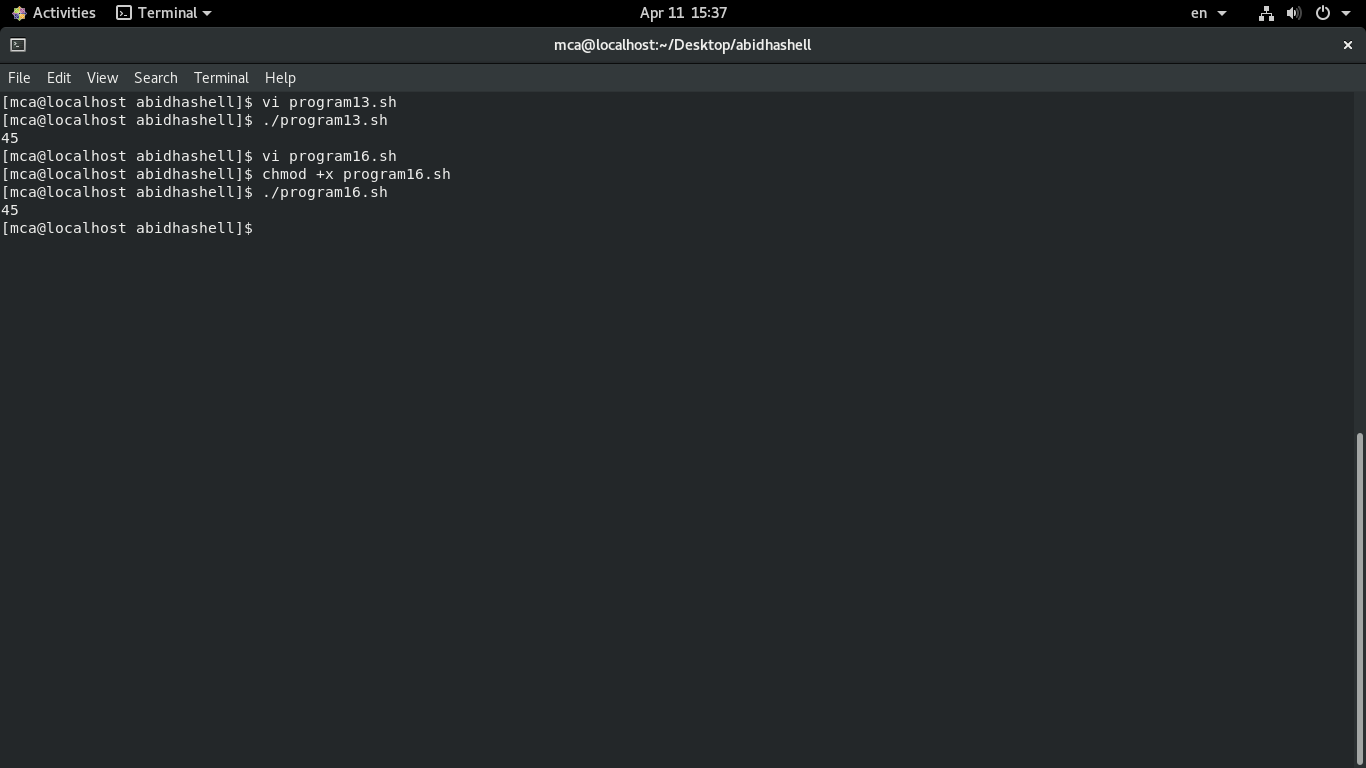 Activities Terminal Apr 11 15:37 en
mca@localhost:~/Desktop/abidhashell
File Edit View Search Terminal Help
[mca@localhost abidhashell]$ vi program13.sh
[mca@localhost abidhashell]$ ./program13.sh
45
[mca@localhost abidhashell]$ vi program16.sh
[mca@localhost abidhashell]$ chmod +x program16.sh
[mca@localhost abidhashell]$ ./program16.sh
45
[mca@localhost abidhashell]$